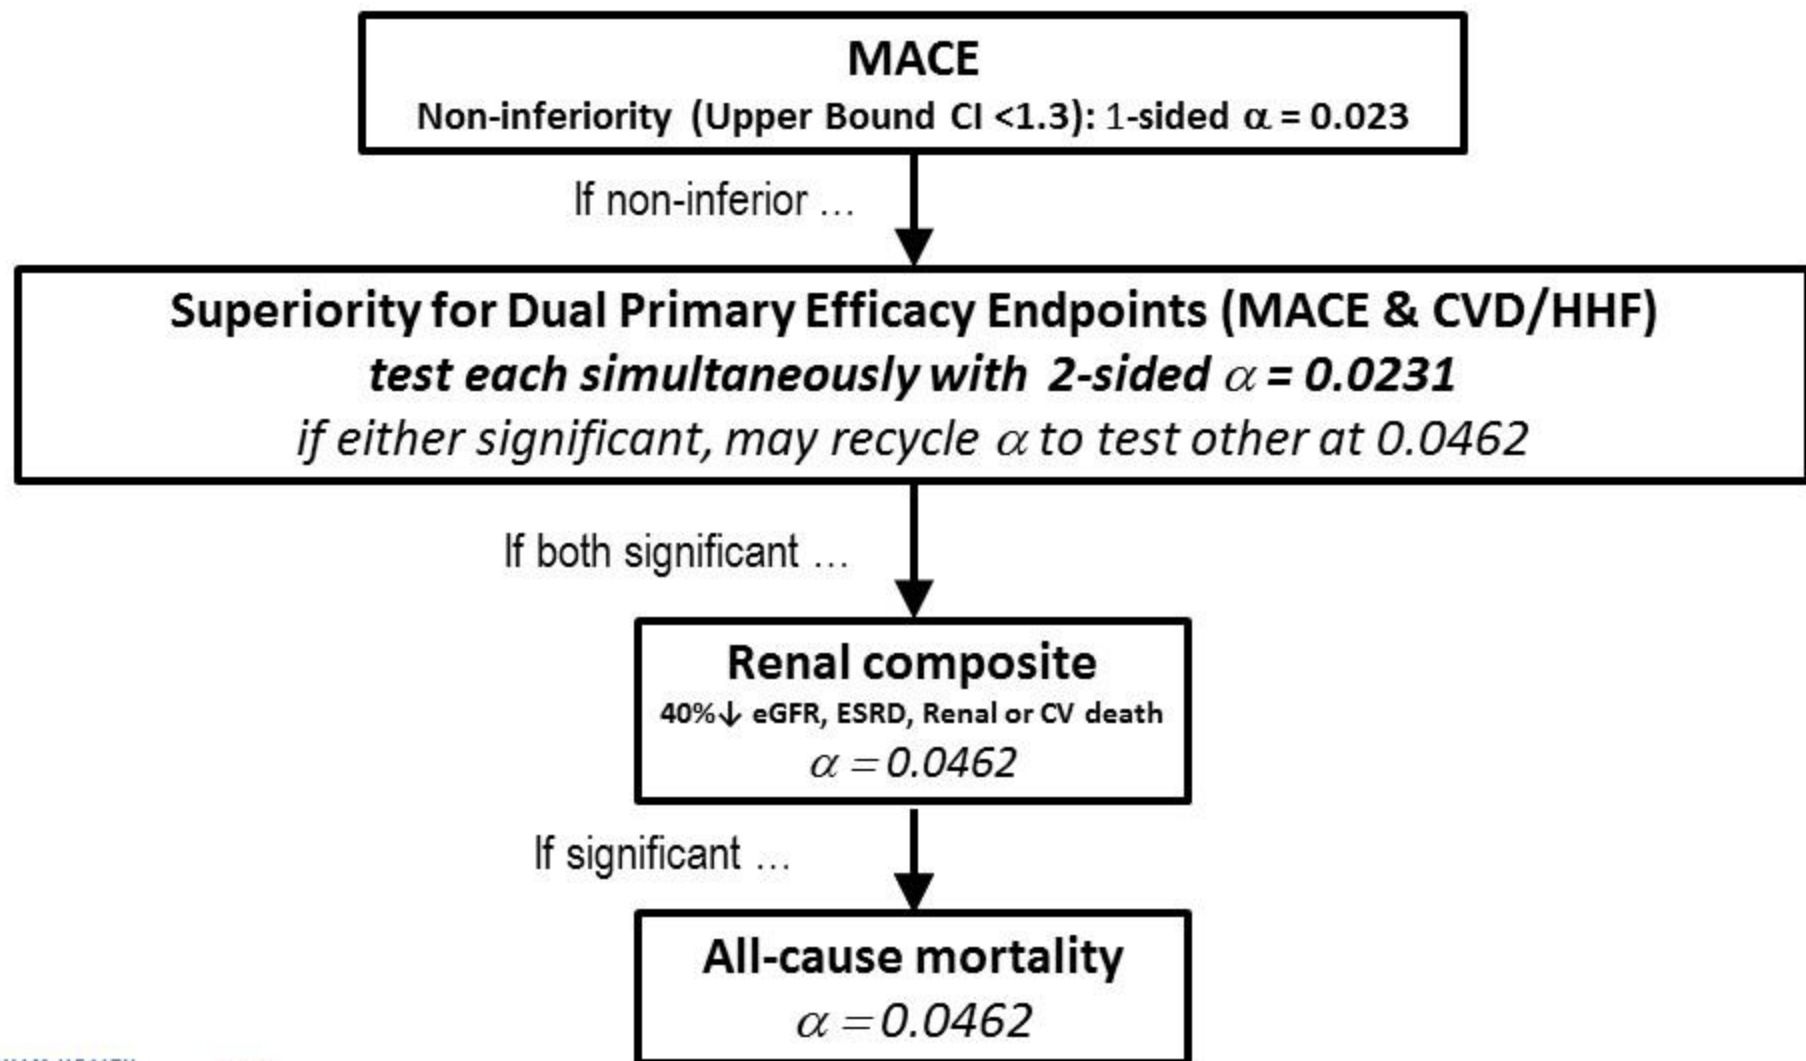 MACE
Non-inferiority (Upper Bound CI <1.3): 1-sided α = 0.023
If non-inferior ...
Superiority for Dual Primary Efficacy Endpoints (MACE & CVD/HHF)
test each simultaneously with 2-sided α = 0.0231
if either significant, may recycle α to test other at 0.0462
If both significant ...
Renal composite
40%↓ eGFR, ESRD, Renal or CV death
α = 0.0462
If significant ...
All-cause mortality
α = 0.0462